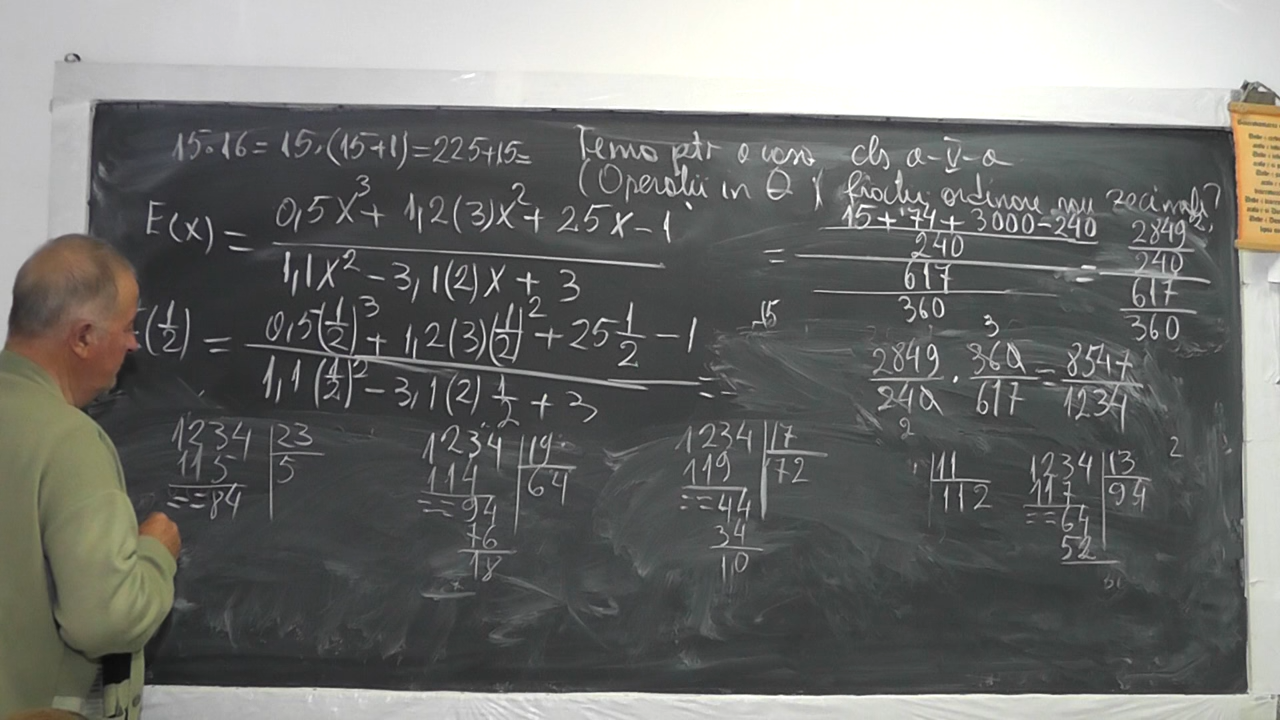 15·16=15·(15+1)=225+15=
Temă ptr acasă cls a-V-a
(Operații in Q) fracții ordinare sau zecimale?
E(x) = (0,5x³ + 1,2(3)x² + 25x − 1) / (1,1x² − 3,1(2)x + 3)
(1/2) = (0,5(1/2)³ + 1,2(3)(1/2)² + 25 1/2 − 1) / (1,1(1/2)² − 3,1(2) 1/2 + 3) =
= ((15 + 74 + 3000 − 240) / 240) / (617 / 360) = (2849 / 240) / (617 / 360)
2849/240 · 360/617 = 8547/1234
3
2
1234 | 23
115 | 5
==84
1234 | 19
114 | 64
==94
76
18
1234 | 17
119 | 72
==44
34
10
11
112
1234 | 13
117 | 94
==64
52
2